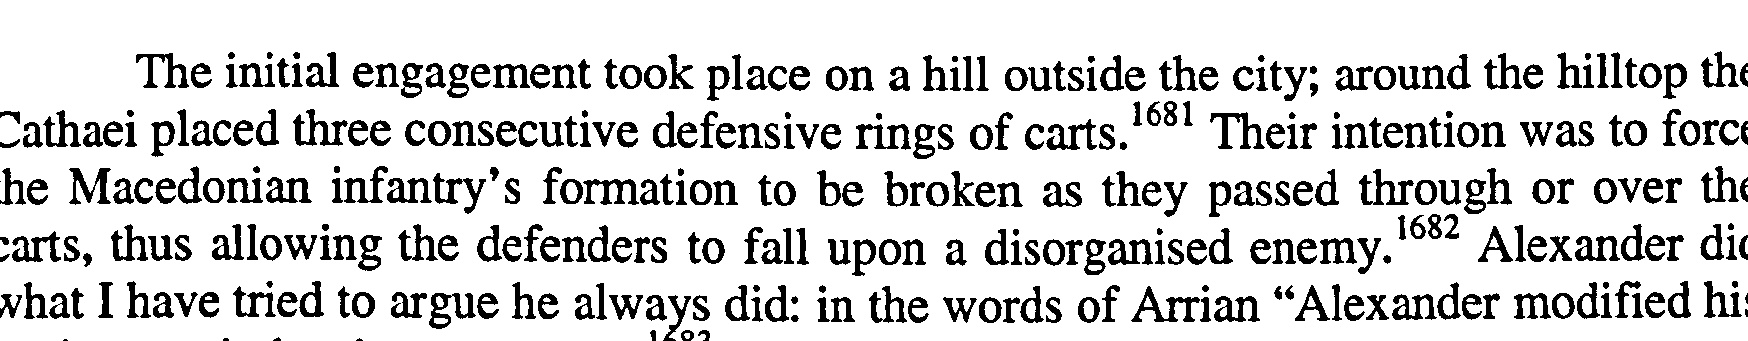 The initial engagement took place on a hill outside the city; around the hilltop the
Cathaei placed three consecutive defensive rings of carts.1681 Their intention was to force
the Macedonian infantry's formation to be broken as they passed through or over the
carts, thus allowing the defenders to fall upon a disorganised enemy.1682 Alexander did
what I have tried to argue he always did: in the words of Arrian “Alexander modified his
1683